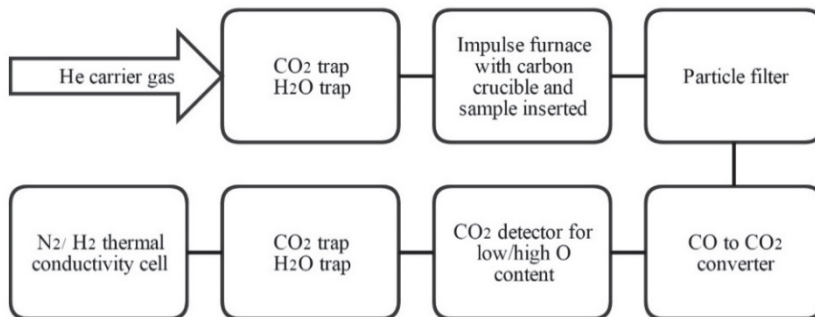 He carrier gas
CO2 trap
H2O trap
Impulse furnace
with carbon
crucible and
sample inserted
Particle filter
N2/ H2 thermal
conductivity cell
CO2 trap
H2O trap
CO2 detector for
low/high O
content
CO to CO2
converter